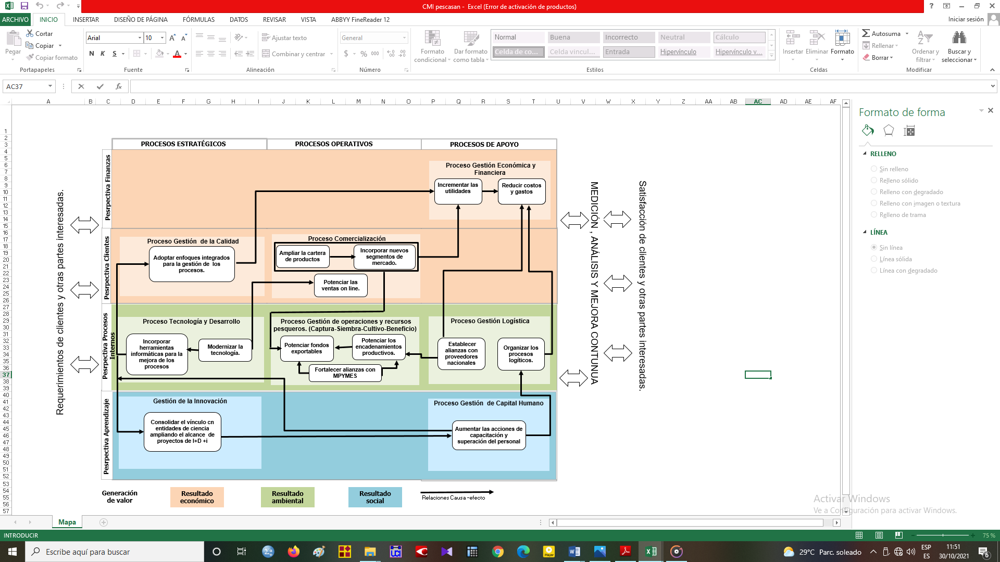 CMI pescasan - Excel (Error de activación de productos)
ARCHIVO INICIO INSERTAR DISEÑO DE PÁGINA FÓRMULAS DATOS REVISAR VISTA ABBYY FineReader 12
Iniciar sesión
Pegar
Cortar
Copiar
Copiar formato
Portapapeles
Arial 10
N K S
Fuente
Ajustar texto
Combinar y centrar
Alineación
General
$ % 000
Número
Formato condicional
Dar formato como tabla
Normal Buena Incorrecto Neutral Cálculo
Celda de co... Celda vincul... Entrada Hipervínculo Hipervínculo v...
Estilos
Insertar Eliminar Formato
Celdas
Autosuma
Rellenar
Borrar
Ordenar y filtrar
Buscar y seleccionar
Modificar
AC37
A B C D E F G H I J K L M N O P Q R S T U V W X Y Z AA AB AC AD AE AF
1
2
3
4
5
6
7
8
9
10
11
12
13
14
15
16
17
18
19
20
21
22
23
24
25
26
27
28
29
30
31
32
33
34
35
36
37
38
39
40
41
42
43
44
45
46
47
48
49
50
51
52
53
54
55
56
57
Requerimientos de clientes y otras partes interesadas.
PROCESOS ESTRATÉGICOS PROCESOS OPERATIVOS PROCESOS DE APOYO
Pesrpectiva Finanzas
Proceso Gestión Económica y
Financiera
Incrementar las
utilidades
Reducir costos
y gastos
Pesrpectiva Clientes
Proceso Gestión de la Calidad
Adoptar enfoques integrados
para la gestión de los
procesos.
Proceso Comercialización
Ampliar la cartera
de productos
Incorporar nuevos
segmentos de
mercado.
Potenciar las
ventas on line.
Pesrpectiva Procesos
Internos
Proceso Tecnología y Desarrollo
Incorporar
herramientas
informáticas para la
mejora de los
procesos
Modernizar la
tecnología.
Proceso Gestión de operaciones y recursos
pesqueros. (Captura-Siembra-Cultivo-Beneficio)
Potenciar fondos
exportables
Potenciar los
encadenamientos
productivos.
Fortalecer alianzas con
MPYMES
Proceso Gestión Logística
Establecer
alianzas con
proveedores
nacionales
Organizar los
procesos
logíticos.
Pesrpectiva Aprendizaje
Gestión de la Innovación
Consolidar el vínculo cn
entidades de ciencia
ampliando el alcance de
proyectos de I+D +i
Proceso Gestión de Capital Humano
Aumentar las acciones de
capacitación y
superación del personal
MEDICIÓN , ANÁLISIS Y MEJORA CONTUNUA
Satisfacción de clientes y otras partes interesadas.
Generación
de valor
Resultado
económico
Resultado
ambiental
Resultado
social
Relaciones Causa -efecto
Formato de forma
RELLENO
Sin relleno
Relleno sólido
Relleno con degradado
Relleno con imagen o textura
Relleno de trama
LÍNEA
Sin línea
Línea sólida
Línea con degradado
Activar Windows
Ve a Configuración para activar Windows.
Mapa
INTRODUCIR
75 %
Escribe aquí para buscar
29°C Parc. soleado
ESP
ES
11:51
30/10/2021
6